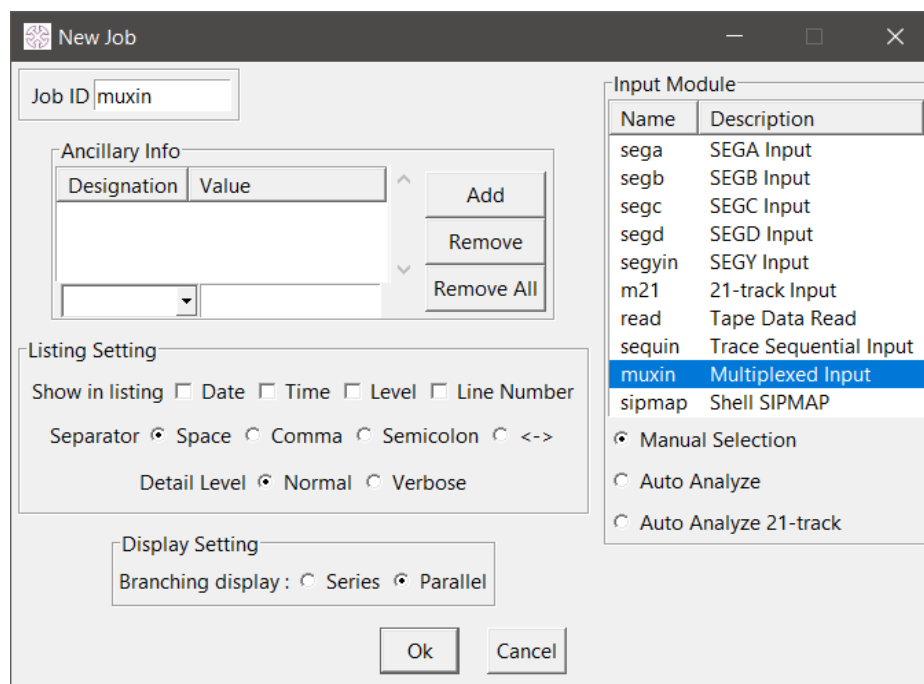 New Job
Job ID muxin
Ancillary Info
Designation Value
Add
Remove
Remove All
Listing Setting
Show in listing Date Time Level Line Number
Separator Space Comma Semicolon <->
Detail Level Normal Verbose
Display Setting
Branching display : Series Parallel
Ok Cancel
Input Module
Name Description
sega SEGA Input
segb SEGB Input
segc SEGC Input
segd SEGD Input
segyin SEGY Input
m21 21-track Input
read Tape Data Read
sequin Trace Sequential Input
muxin Multiplexed Input
sipmap Shell SIPMAP
Manual Selection
Auto Analyze
Auto Analyze 21-track